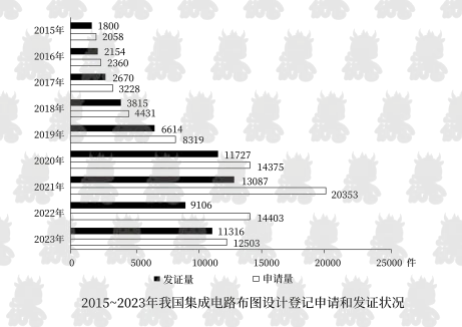 2015年 1800
2058
2016年 2154
2360
2017年 2670
3228
2018年 3815
4431
2019年 6614
8319
2020年 11727
14375
2021年 13087
20353
2022年 9106
14403
2023年 11316
12503
0 5000 10000 15000 20000 25000 件
发证量 申请量
2015~2023年我国集成电路布图设计登记申请和发证状况